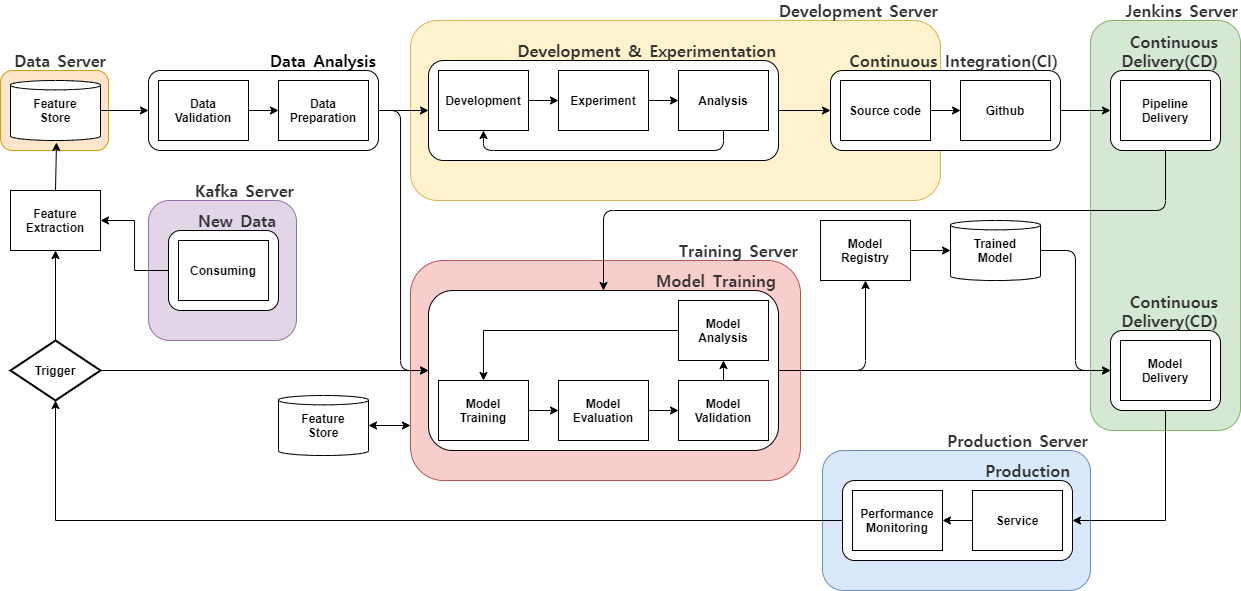 Development Server
Jenkins Server
Data Server
Data Analysis
Development & Experimentation
Continuous Integration(CI)
Continuous
Delivery(CD)
Feature
Store
Data
Validation
Data
Preparation
Development
Experiment
Analysis
Source code
Github
Pipeline
Delivery
Kafka Server
New Data
Feature
Extraction
Consuming
Training Server
Model Training
Model
Registry
Trained
Model
Continuous
Delivery(CD)
Model
Analysis
Trigger
Model
Delivery
Feature
Store
Model
Training
Model
Evaluation
Model
Validation
Production Server
Production
Performance
Monitoring
Service